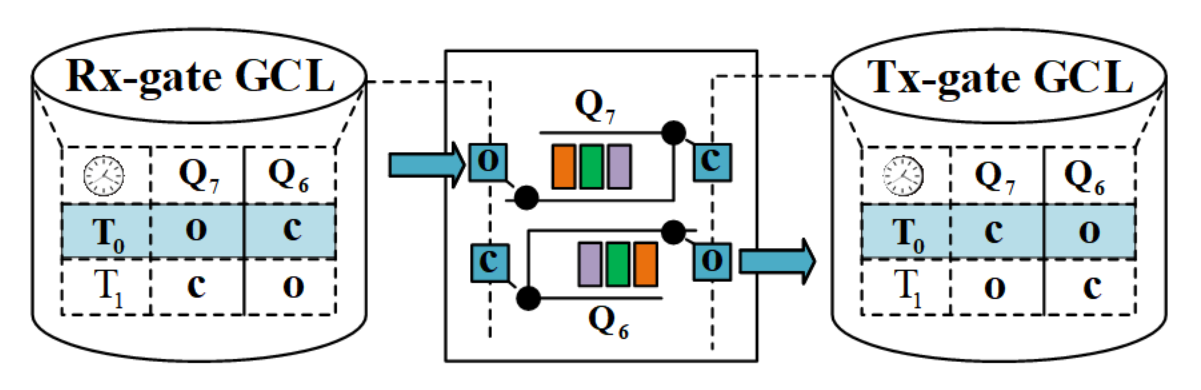 Rx-gate GCL
Q7 Q6
T0 o c
T1 c o
Q7
o c
c o
Q6
Tx-gate GCL
Q7 Q6
T0 c o
T1 o c